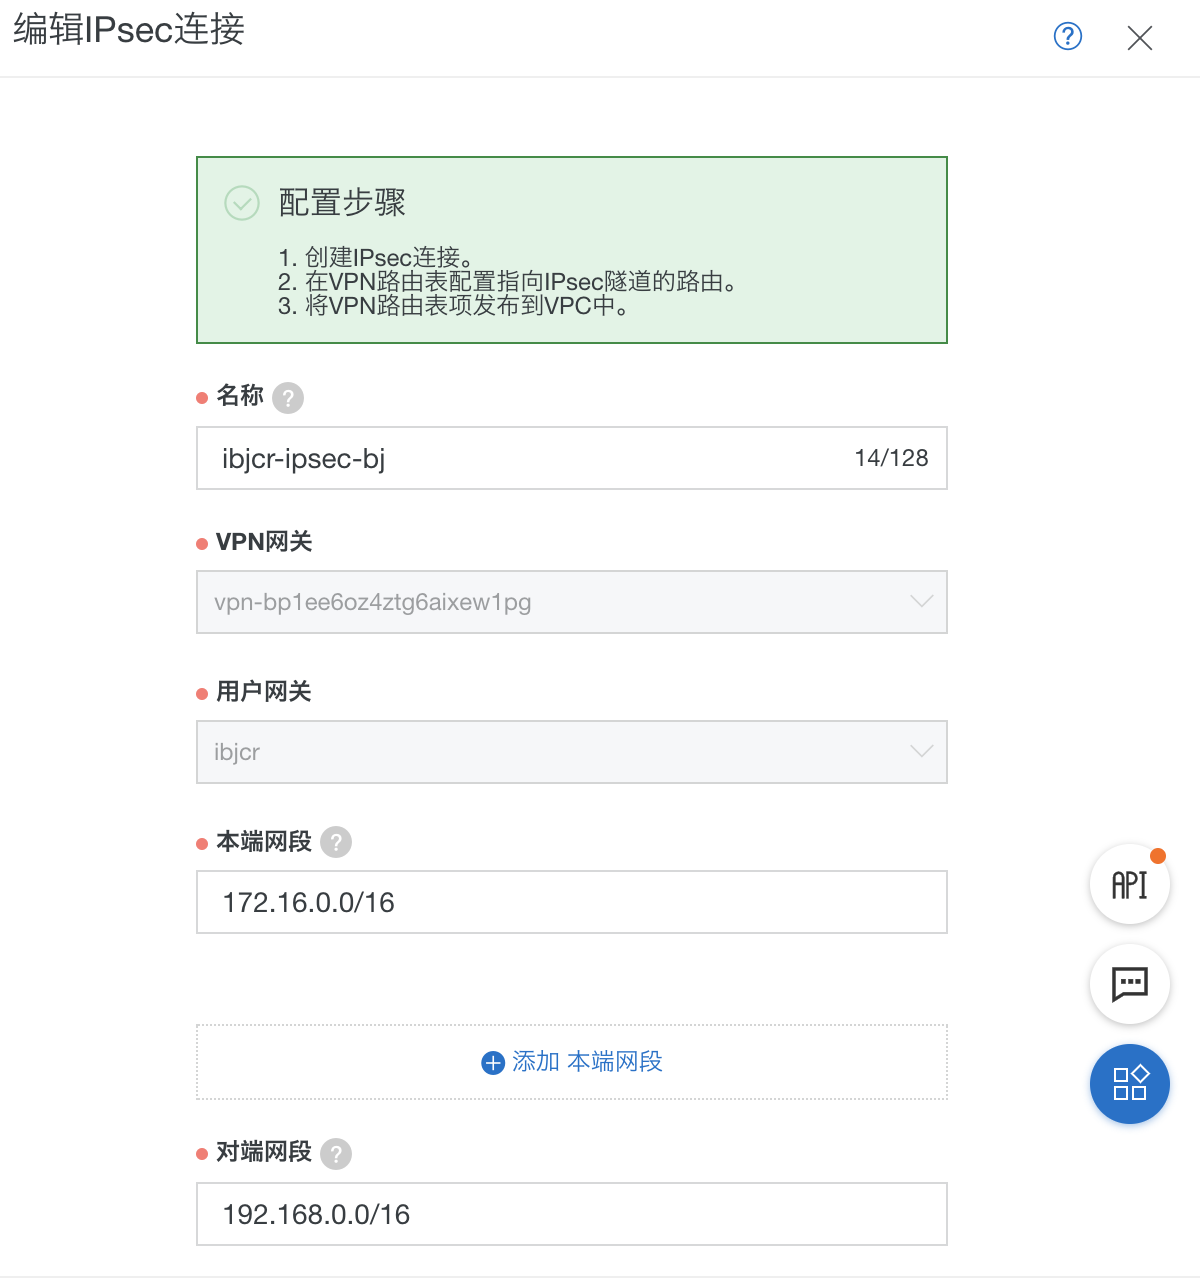 编辑IPsec连接
?
配置步骤
1. 创建IPsec连接。
2. 在VPN路由表配置指向IPsec隧道的路由。
3. 将VPN路由表项发布到VPC中。
名称 ?
ibjcr-ipsec-bj 14/128
VPN网关
vpn-bp1ee6oz4ztg6aixew1pg
用户网关
ibjcr
本端网段 ?
172.16.0.0/16
API
添加 本端网段
对端网段 ?
192.168.0.0/16